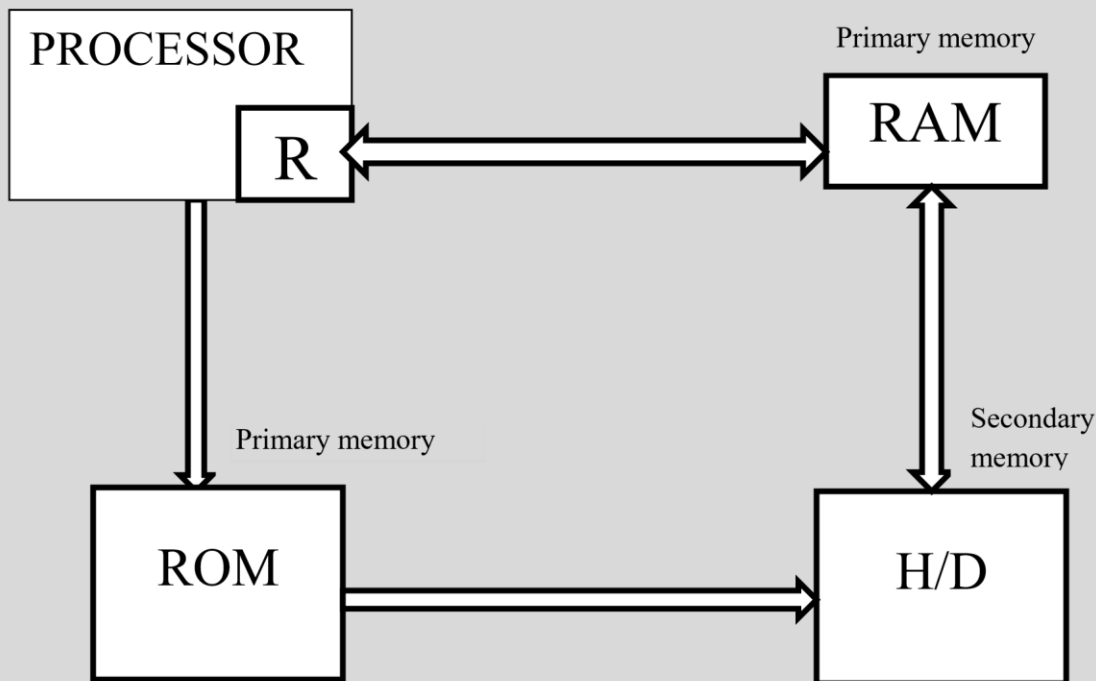 PROCESSOR
R
Primary memory
RAM
Primary memory
ROM
Secondary
memory
H/D